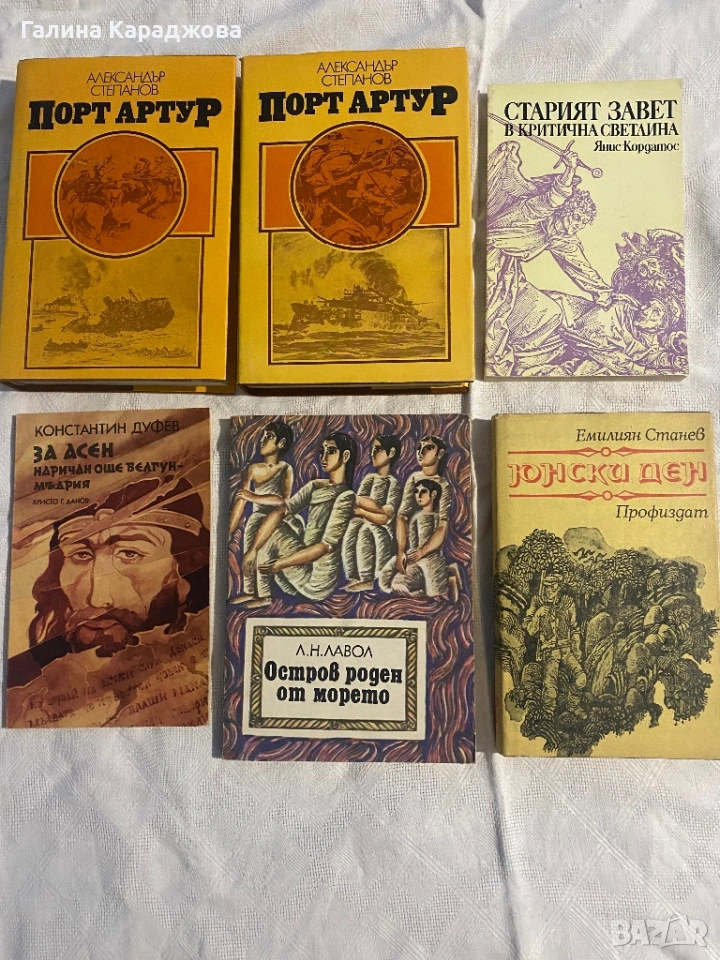 Галина Караджова
АЛЕКСАНДЪР
СТЕПАНОВ
ПОРТ АРТУР
АЛЕКСАНДЪР
СТЕПАНОВ
ПОРТ АРТУР
СТАРИЯТ ЗАВЕТ
В КРИТИЧНА СВЕТЛИНА
Янис Кордатос
КОНСТАНТИН ДУФЕВ
ЗА АСЕН
НАРИЧАН ОЩЕ БЕЛГУН-
МЪДРИЯ
ХРИСТО Г. ДАНОВ
Л.Н.ЛАВОЛ
Остров роден
от морето
Емилиян Станев
ЮНСКИ ДЕН
Профиздат
BAZAR